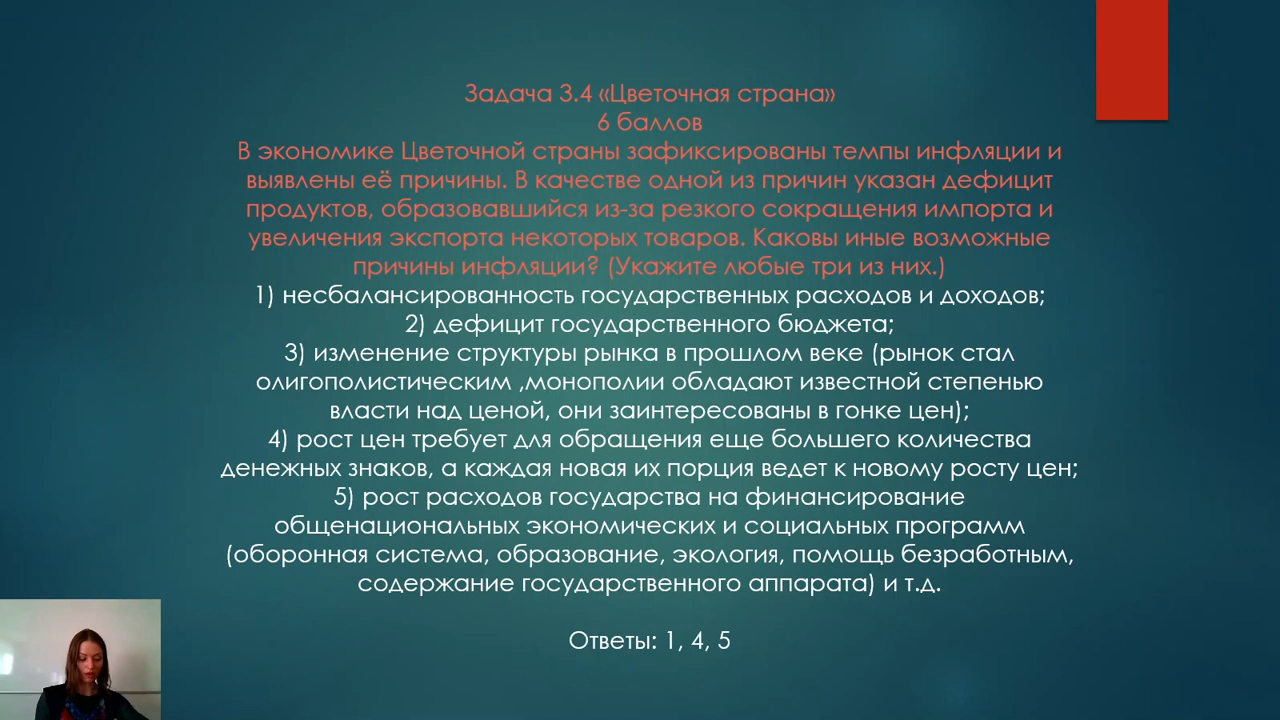 Задача 3.4 «Цветочная страна»
6 баллов
В экономике Цветочной страны зафиксированы темпы инфляции и
выявлены её причины. В качестве одной из причин указан дефицит
продуктов, образовавшийся из-за резкого сокращения импорта и
увеличения экспорта некоторых товаров. Каковы иные возможные
причины инфляции? (Укажите любые три из них.)
1) несбалансированность государственных расходов и доходов;
2) дефицит государственного бюджета;
3) изменение структуры рынка в прошлом веке (рынок стал
олигополистическим ,монополии обладают известной степенью
власти над ценой, они заинтересованы в гонке цен);
4) рост цен требует для обращения еще большего количества
денежных знаков, а каждая новая их порция ведет к новому росту цен;
5) рост расходов государства на финансирование
общенациональных экономических и социальных программ
(оборонная система, образование, экология, помощь безработным,
содержание государственного аппарата) и т.д.
Ответы: 1, 4, 5